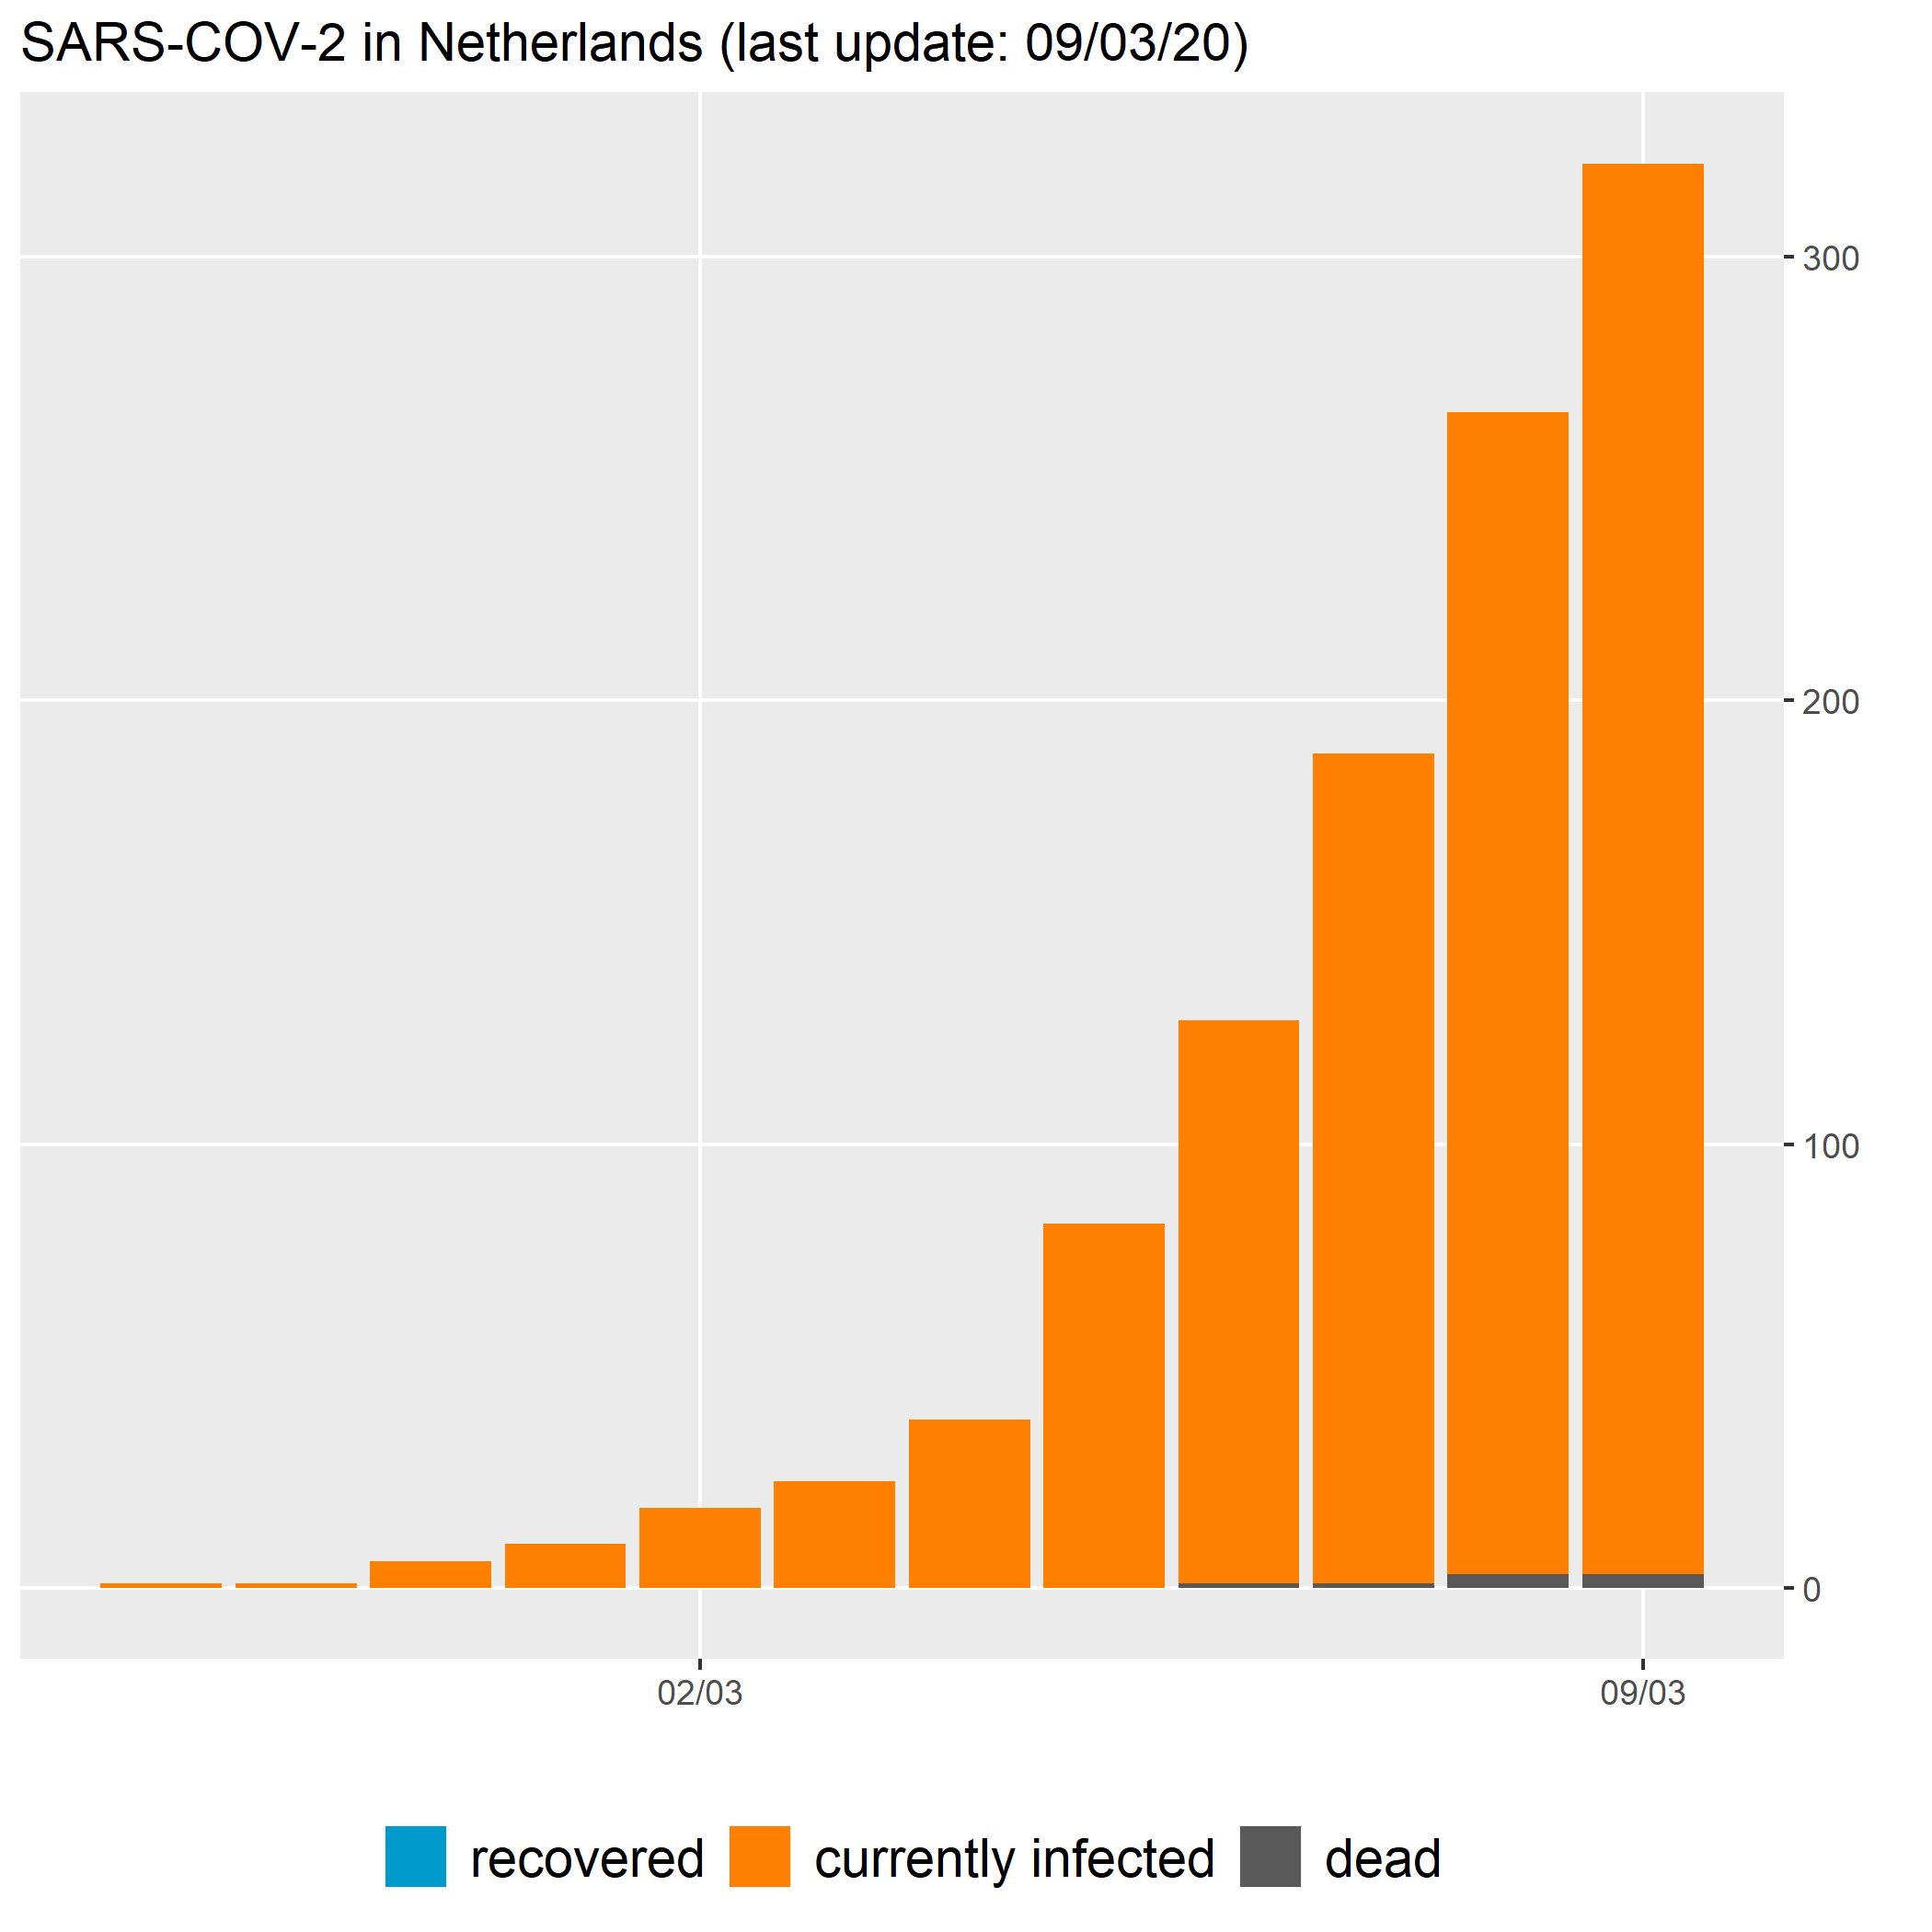 SARS-COV-2 in Netherlands (last update: 09/03/20)
300
200
100
0
02/03 09/03
recovered currently infected dead